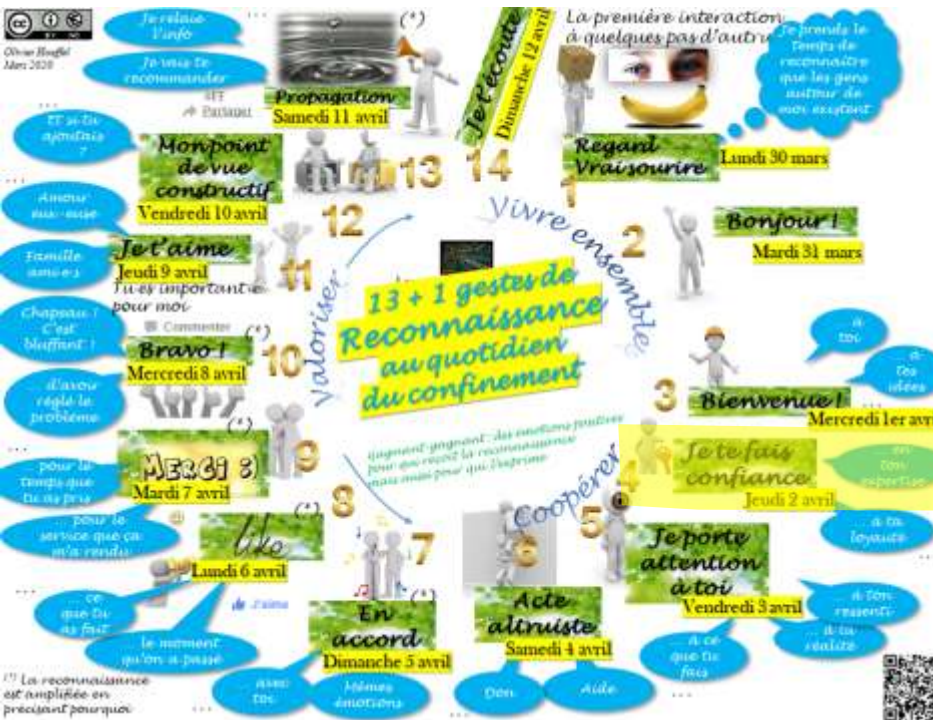 BY NC
Mars 2020
Je relaie
l'info
Je vais te
recommander
(*)
Partager
Propagation
Samedi 11 avril
13
Je t'écoute
Dimanche 12 avril
14
La première interaction
à quelques pas d'autrui
Je prends le
temps de
reconnaître
que les gens
autour de
moi existent
Regard
Vrai sourire
Lundi 30 mars
1
Bonjour !
Mardi 31 mars
2
à
toi
à
tes
idées
Bienvenue !
Mercredi 1er avril
3
Je te fais
confiance
Jeudi 2 avril
4
... en
ton
expertise
... à ta
loyauté
Je porte
attention
à toi
Vendredi 3 avril
5
... à ton
ressenti
... à ta
réalité
... à ce
que tu
fais
Acte
altruiste
Samedi 4 avril
6
Don
Aide
En
accord
Dimanche 5 avril
7
(*)
avec
toi
Mêmes
émotions
like
Lundi 6 avril
8
(*)
J'aime
... ce
que tu
as fait
le moment
qu'on a passé
MERCI :)
Mardi 7 avril
9
(*)
... pour le
temps que
tu as pris
... pour le
service que ça
m'a rendu
Bravo !
Mercredi 8 avril
10
(*)
Commenter
Chapeau !
C'est
bluffant !
... d'avoir
réglé le
problème
Je t'aime
Jeudi 9 avril
11
Tu es important·e
pour moi
Amour
eux-euse
Famille
ami·e·s
Mon point
de vue
constructif
Vendredi 10 avril
12
Et si tu
ajoutais
?
Vivre ensemble
Coopérer
Valoriser
13 + 1 gestes de
Reconnaissance
au quotidien
du confinement
gagnant-gagnant : des émotions positives
pour qui reçoit la reconnaissance
mais aussi pour qui l'exprime
(*) La reconnaissance
est amplifiée en
précisant pourquoi